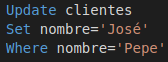 Update clientes
Set nombre='José'
Where nombre='Pepe'